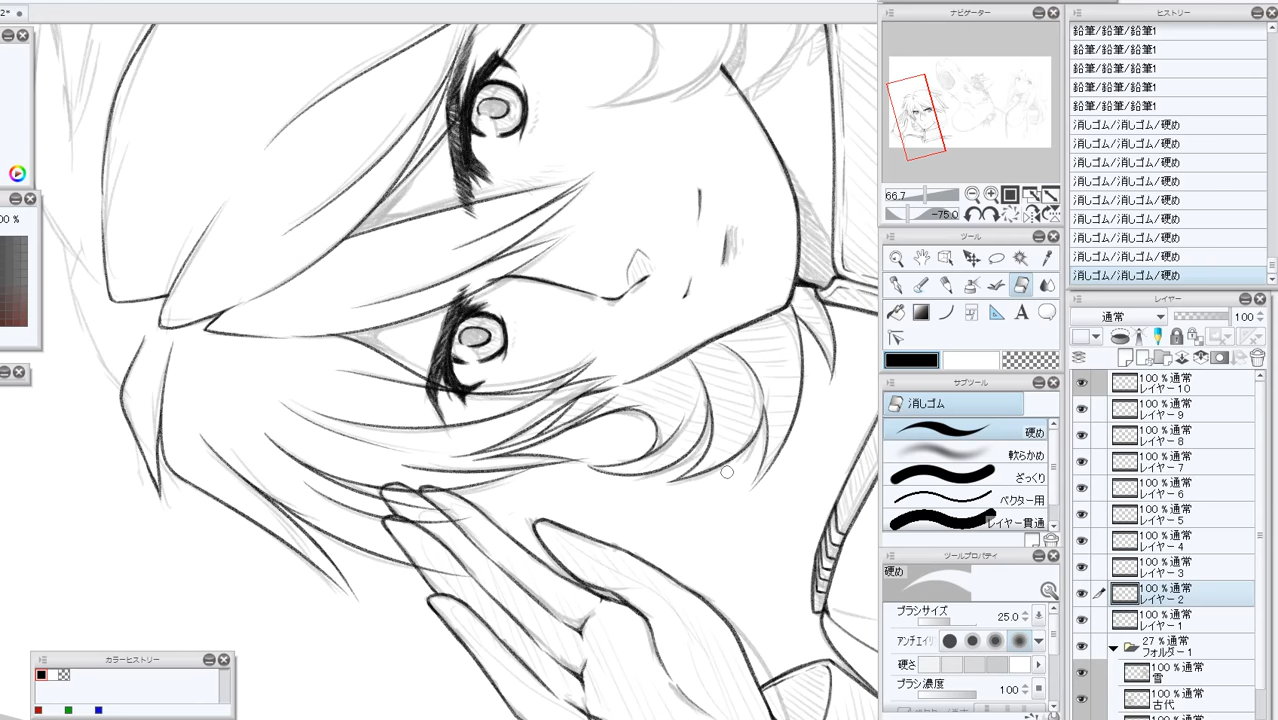 2*
00 %
ナビゲーター
66.7
-75.0
ツール
サブツール
消しゴム
硬め
軟らかめ
ざっくり
ベクター用
レイヤー貫通
ツールプロパティ
硬め
ブラシサイズ
25.0
アンチエイリ
硬さ
ブラシ濃度
100
ヒストリー
鉛筆/鉛筆/鉛筆1
鉛筆/鉛筆/鉛筆1
鉛筆/鉛筆/鉛筆1
鉛筆/鉛筆/鉛筆1
鉛筆/鉛筆/鉛筆1
消しゴム/消しゴム/硬め
消しゴム/消しゴム/硬め
消しゴム/消しゴム/硬め
消しゴム/消しゴム/硬め
消しゴム/消しゴム/硬め
消しゴム/消しゴム/硬め
消しゴム/消しゴム/硬め
消しゴム/消しゴム/硬め
消しゴム/消しゴム/硬め
レイヤー
通常
100
100 %通常
レイヤー10
100 %通常
レイヤー9
100 %通常
レイヤー8
100 %通常
レイヤー7
100 %通常
レイヤー6
100 %通常
レイヤー5
100 %通常
レイヤー4
100 %通常
レイヤー3
100 %通常
レイヤー2
100 %通常
レイヤー1
27 %通常
フォルダー1
100 %通常
雪
100 %通常
古代
カラーヒストリー